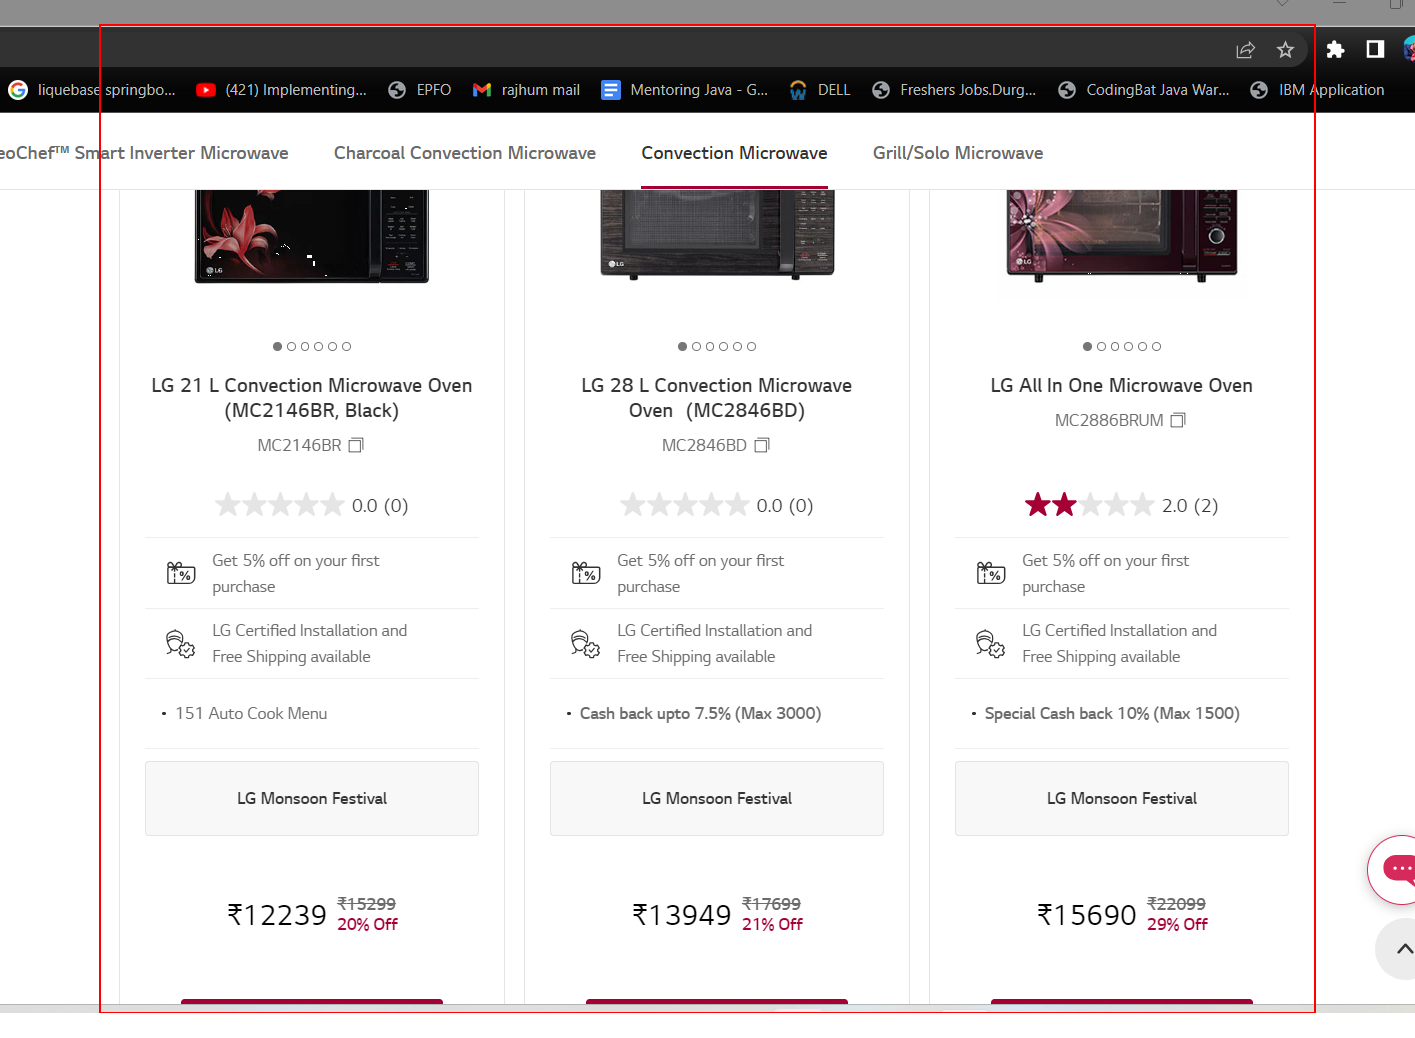 liquebase springbo...
(421) Implementing...
EPFO
rajhum mail
Mentoring Java - G...
DELL
Freshers Jobs.Durg...
CodingBat Java War...
IBM Application
eoChef™ Smart Inverter Microwave
Charcoal Convection Microwave
Convection Microwave
Grill/Solo Microwave
LG
LG
LG
LG 21 L Convection Microwave Oven
(MC2146BR, Black)
MC2146BR
0.0 (0)
Get 5% off on your first
purchase
LG Certified Installation and
Free Shipping available
• 151 Auto Cook Menu
LG Monsoon Festival
₹12239 ₹15299
20% Off
LG 28 L Convection Microwave
Oven (MC2846BD)
MC2846BD
0.0 (0)
Get 5% off on your first
purchase
LG Certified Installation and
Free Shipping available
• Cash back upto 7.5% (Max 3000)
LG Monsoon Festival
₹13949 ₹17699
21% Off
LG All In One Microwave Oven
MC2886BRUM
2.0 (2)
Get 5% off on your first
purchase
LG Certified Installation and
Free Shipping available
• Special Cash back 10% (Max 1500)
LG Monsoon Festival
₹15690 ₹22099
29% Off